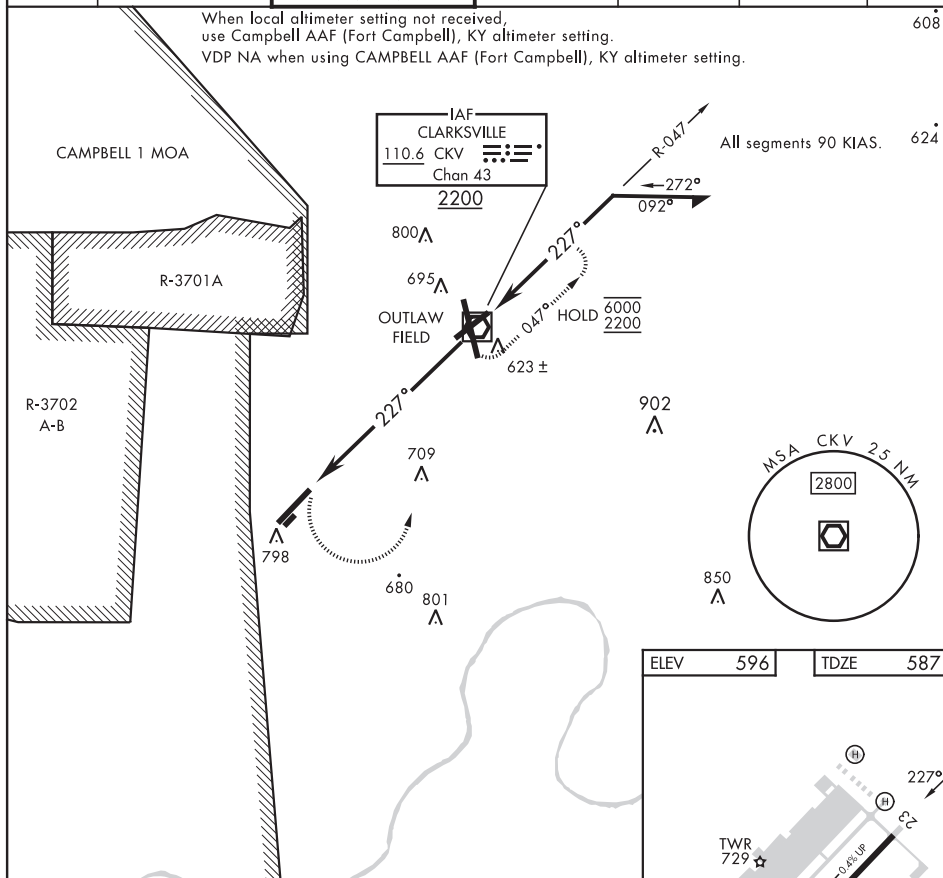 When local altimeter setting not received,
use Campbell AAF (Fort Campbell), KY altimeter setting.
VDP NA when using CAMPBELL AAF (Fort Campbell), KY altimeter setting.
608
IAF
CLARKSVILLE
110.6 CKV
Chan 43
2200
R-047
All segments 90 KIAS.
624
CAMPBELL 1 MOA
272°
092°
800
227°
R-3701A
695
OUTLAW
FIELD
047°
HOLD
6000
2200
623 ±
R-3702
A-B
227°
902
709
MSA CKV 25 NM
2800
798
680
801
850
ELEV 596
TDZE 587
H
227°
H
23
TWR
729
0.4% UP